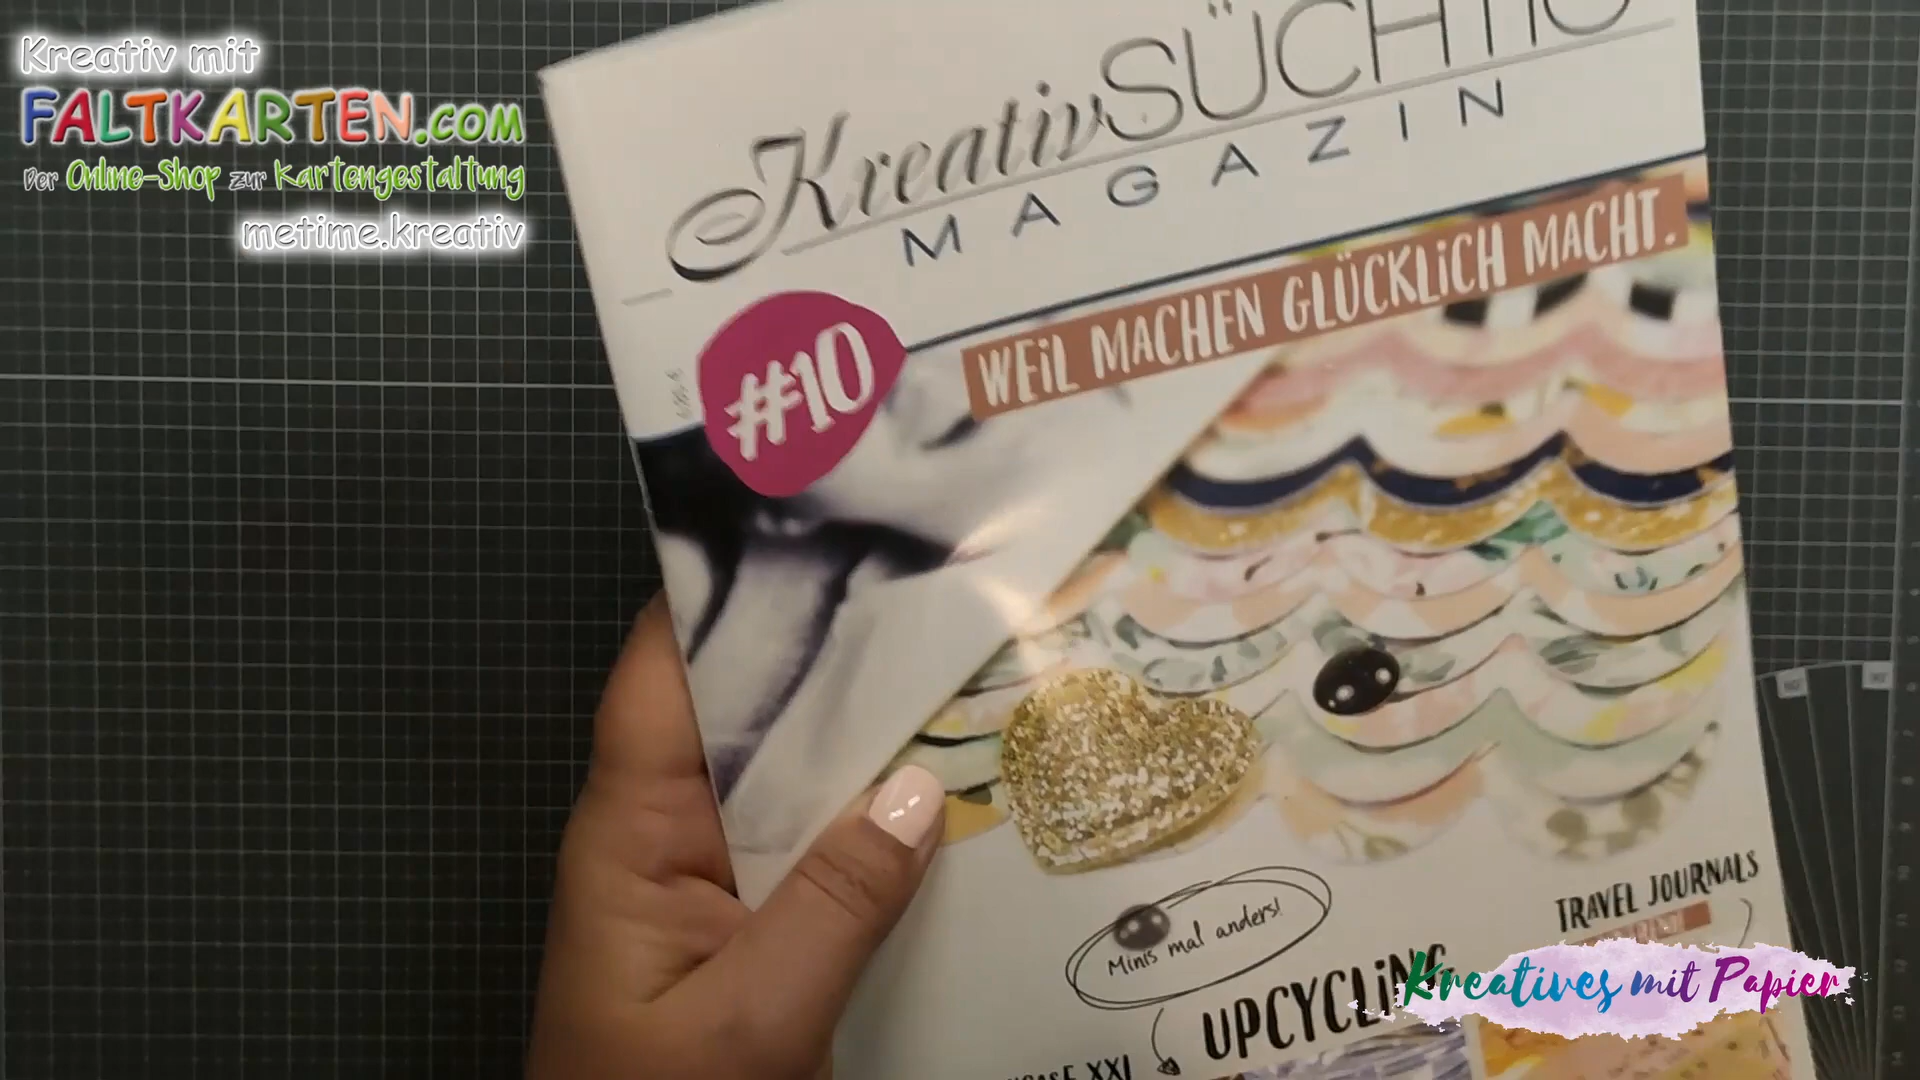 Kreativ mit
FALTKARTEN.com
Der Online-Shop zur Kartengestaltung
metime.kreativ
KreativSÜCHTIG
MAGAZIN
#10
WEiL MACHEN GLÜCKLiCH MACHT.
Minis mal anders!
TRAVEL JOURNALS
UPCYCLiNG
XXL
Kreatives mit Papier